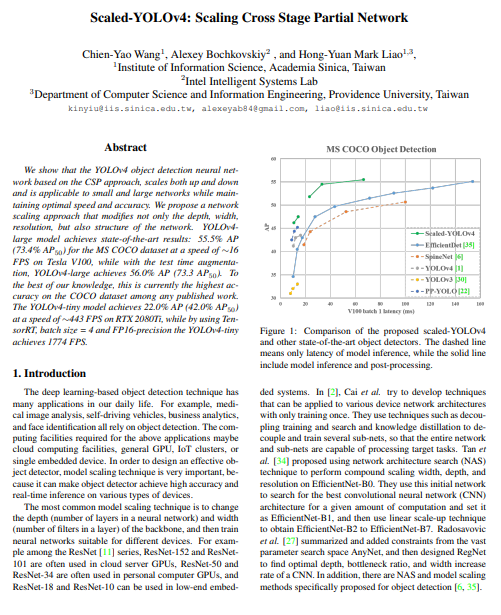 Scaled-YOLOv4: Scaling Cross Stage Partial Network
Chien-Yao Wang1, Alexey Bochkovskiy2 , and Hong-Yuan Mark Liao1,3,
1Institute of Information Science, Academia Sinica, Taiwan
2Intel Intelligent Systems Lab
3Department of Computer Science and Information Engineering, Providence University, Taiwan
kinyiu@iis.sinica.edu.tw, alexeyab84@gmail.com, liao@iis.sinica.edu.tw
Abstract
We show that the YOLOv4 object detection neural net-
work based on the CSP approach, scales both up and down
and is applicable to small and large networks while main-
taining optimal speed and accuracy. We propose a network
scaling approach that modifies not only the depth, width,
resolution, but also structure of the network. YOLOv4-
large model achieves state-of-the-art results: 55.5% AP
(73.4% AP50) for the MS COCO dataset at a speed of ~16
FPS on Tesla V100, while with the test time augmenta-
tion, YOLOv4-large achieves 56.0% AP (73.3 AP50). To
the best of our knowledge, this is currently the highest ac-
curacy on the COCO dataset among any published work.
The YOLOv4-tiny model achieves 22.0% AP (42.0% AP50)
at a speed of ~443 FPS on RTX 2080Ti, while by using Ten-
sorRT, batch size = 4 and FP16-precision the YOLOv4-tiny
achieves 1774 FPS.
1. Introduction
The deep learning-based object detection technique has
many applications in our daily life. For example, med-
ical image analysis, self-driving vehicles, business analytics,
and face identification all rely on object detection. The com-
puting facilities required for the above applications maybe
cloud computing facilities, general GPU, IoT clusters, or
single embedded device. In order to design an effective ob-
ject detector, model scaling technique is very important, be-
cause it can make object detector achieve high accuracy and
real-time inference on various types of devices.
The most common model scaling technique is to change
the depth (number of layers in a neural network) and width
(number of filters in a layer) of the backbone, and then train
neural networks suitable for different devices. For ex-
ample among the ResNet [11] series, ResNet-152 and ResNet-
101 are often used in cloud server GPUs, ResNet-50 and
ResNet-34 are often used in personal computer GPUs, and
ResNet-18 and ResNet-10 can be used in low-end embed-
MS COCO Object Detection
60
55
50
45
40
35
30
AP
0
20
40
60
80
100
120
140
160
V100 batch 1 latency (ms)
Scaled-YOLOv4
EfficientDet [35]
SpineNet [6]
YOLOv4 [1]
YOLOv3 [30]
PP-YOLO [22]
Figure 1: Comparison of the proposed scaled-YOLOv4
and other state-of-the-art object detectors. The dashed line
means only latency of model inference, while the solid line
include model inference and post-processing.
ded systems. In [2], Cai et al. try to develop techniques
that can be applied to various device network architectures
with only training once. They use techniques such as decou-
pling training and search and knowledge distillation to de-
couple and train several sub-nets, so that the entire network
and sub-nets are capable of processing target tasks. Tan et
al. [34] proposed using network architecture search (NAS)
technique to perform compound scaling width, depth, and
resolution on EfficientNet-B0. They use this initial network
to search for the best convolutional neural network (CNN)
architecture for a given amount of computation and set it
as EfficientNet-B1, and then use linear scale-up technique
to obtain EfficientNet-B2 to EfficientNet-B7. Radosavovic
et al. [27] summarized and added constraints from the vast
parameter search space AnyNet, and then designed RegNet
to find optimal depth, bottleneck ratio, and width increase
rate of a CNN. In addition, there are NAS and model scaling
methods specifically proposed for object detection [6, 35].